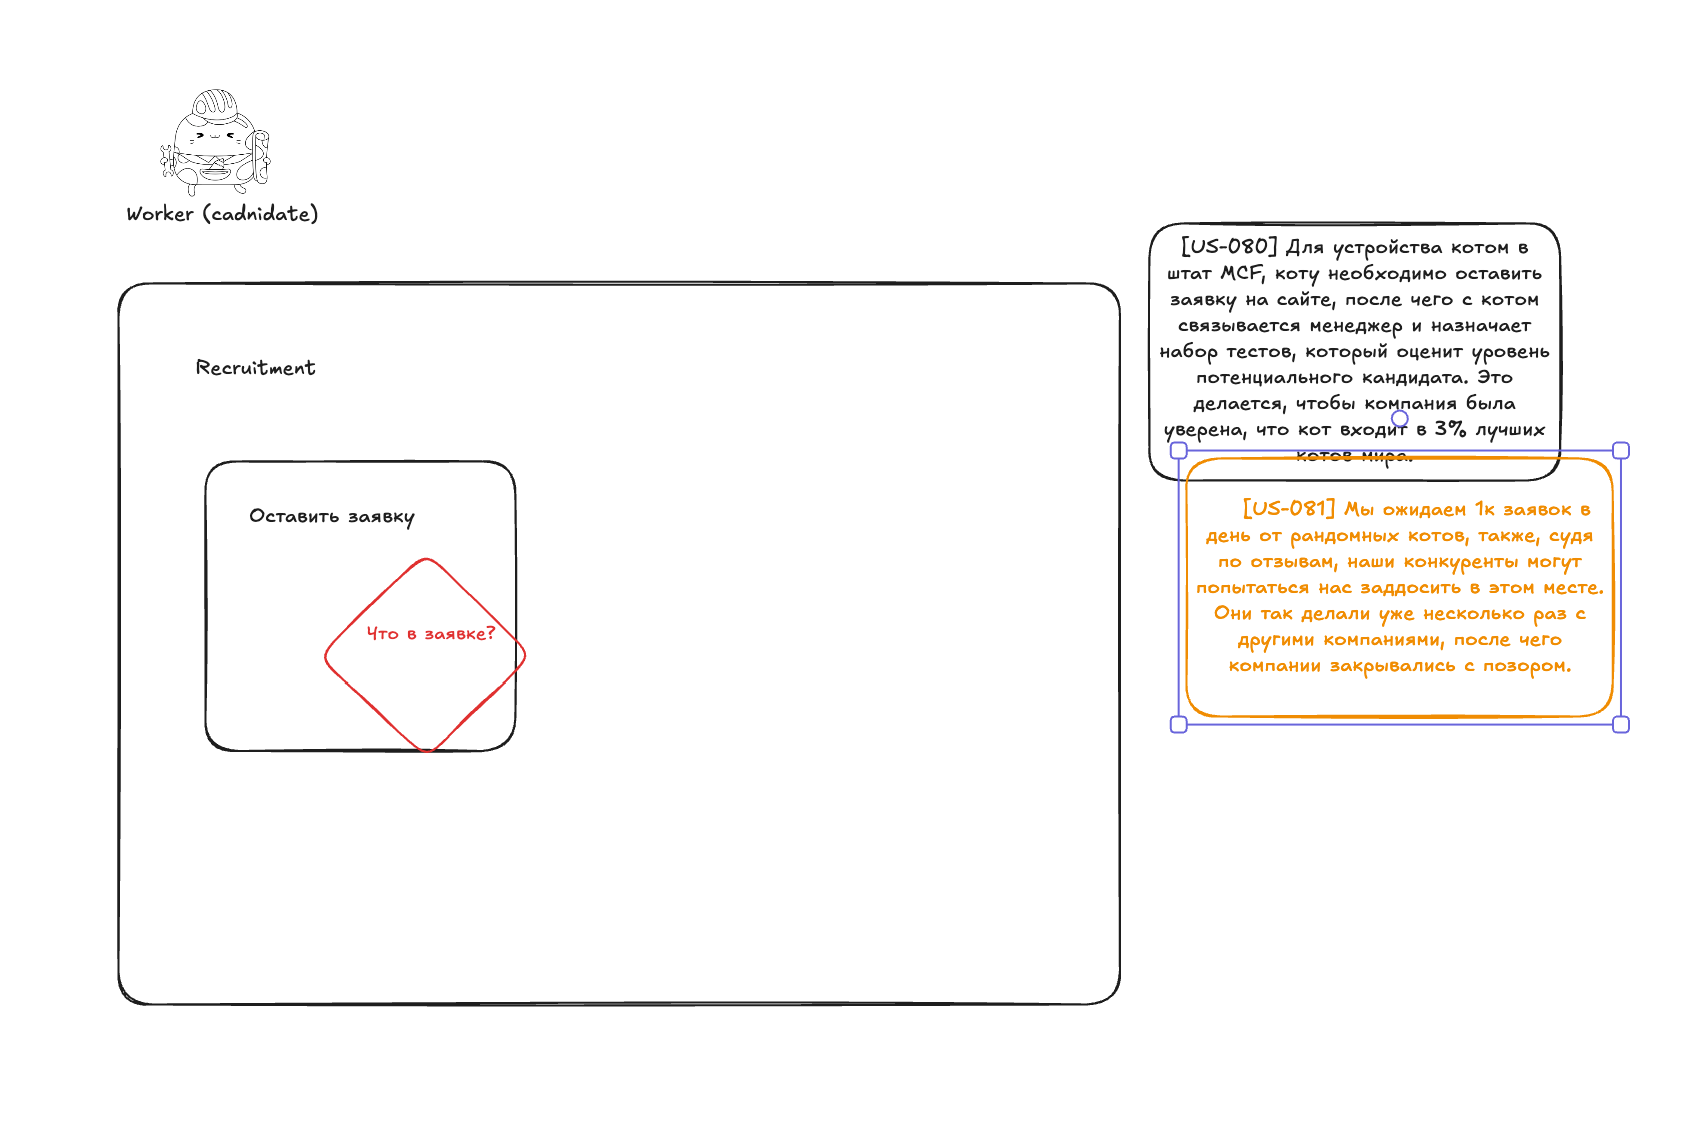 Worker (cadnidate)
Recruitment
Оставить заявку
Что в заявке?
[US-080] Для устройства котом в
штат MCF, коту необходимо оставить
заявку на сайте, после чего с котом
связывается менеджер и назначает
набор тестов, который оценит уровень
потенциального кандидата. Это
делается, чтобы компания была
уверена, что кот входит в 3% лучших
котов мира.
[US-081] Мы ожидаем 1к заявок в
день от рандомных котов, также, судя
по отзывам, наши конкуренты могут
попытаться нас заддосить в этом месте.
Они так делали уже несколько раз с
другими компаниями, после чего
компании закрывались с позором.